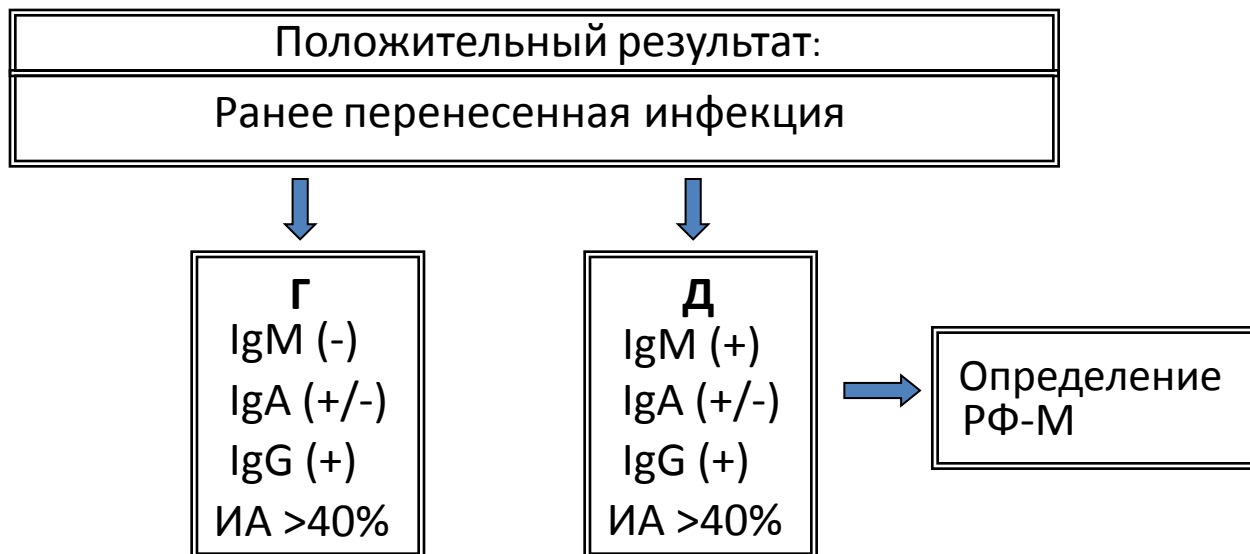 Положительный результат:
Ранее перенесенная инфекция
Г
IgM (-)
IgA (+/-)
IgG (+)
ИА >40%
Д
IgM (+)
IgA (+/-)
IgG (+)
ИА >40%
Определение
РФ-М